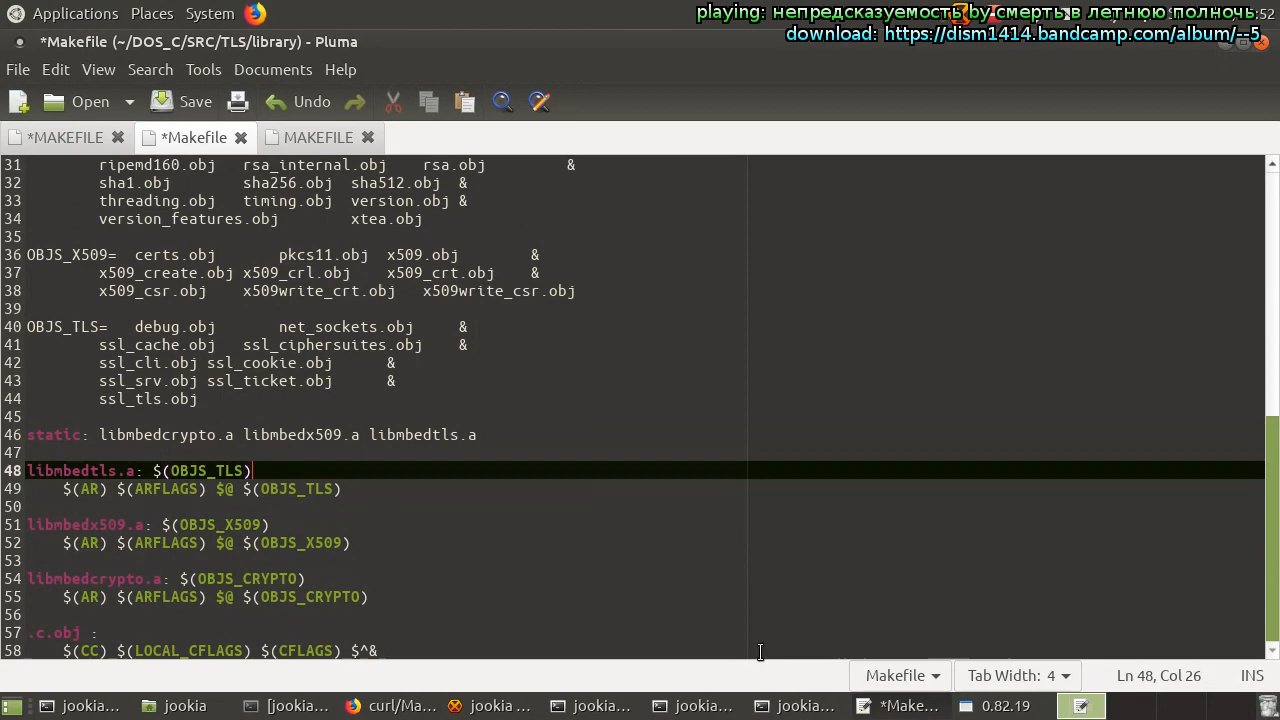 Applications Places System
playing: непредсказуемость by смерть в летнюю полночь
:52
download: https://dism1414.bandcamp.com/album/--5
*Makefile (~/DOS_C/SRC/TLS/library) - Pluma
File Edit View Search Tools Documents Help
Open Save Undo
*MAKEFILE *Makefile MAKEFILE
31 ripemd160.obj rsa_internal.obj rsa.obj &
32 sha1.obj sha256.obj sha512.obj &
33 threading.obj timing.obj version.obj &
34 version_features.obj xtea.obj
35
36 OBJS_X509= certs.obj pkcs11.obj x509.obj &
37 x509_create.obj x509_crl.obj x509_crt.obj &
38 x509_csr.obj x509write_crt.obj x509write_csr.obj
39
40 OBJS_TLS= debug.obj net_sockets.obj &
41 ssl_cache.obj ssl_ciphersuites.obj &
42 ssl_cli.obj ssl_cookie.obj &
43 ssl_srv.obj ssl_ticket.obj &
44 ssl_tls.obj
45
46 static: libmbedcrypto.a libmbedx509.a libmbedtls.a
47
48 libmbedtls.a: $(OBJS_TLS)
49 $(AR) $(ARFLAGS) $@ $(OBJS_TLS)
50
51 libmbedx509.a: $(OBJS_X509)
52 $(AR) $(ARFLAGS) $@ $(OBJS_X509)
53
54 libmbedcrypto.a: $(OBJS_CRYPTO)
55 $(AR) $(ARFLAGS) $@ $(OBJS_CRYPTO)
56
57 .c.obj :
58 $(CC) $(LOCAL_CFLAGS) $(CFLAGS) $^&
Makefile Tab Width: 4 Ln 48, Col 26 INS
jookia... jookia [jookia... curl/Ma... jookia ... jookia... jookia... jookia... *Make... 0.82.19